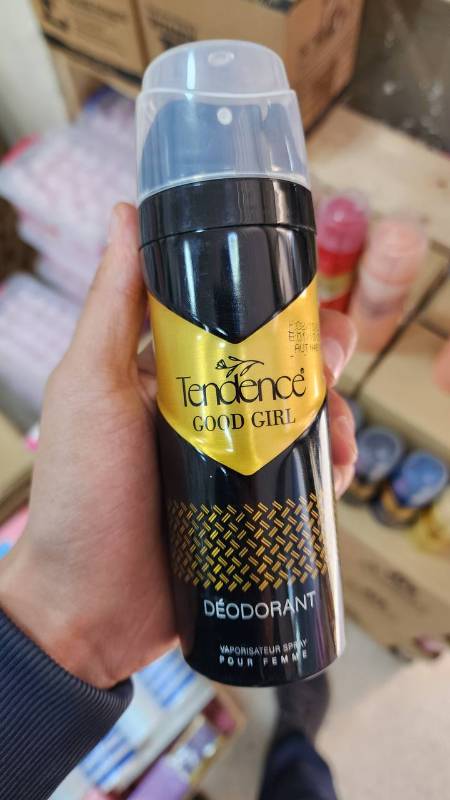 Tendence®
GOOD GIRL
DÉODORANT
VAPORISATEUR SPRAY
POUR FEMME